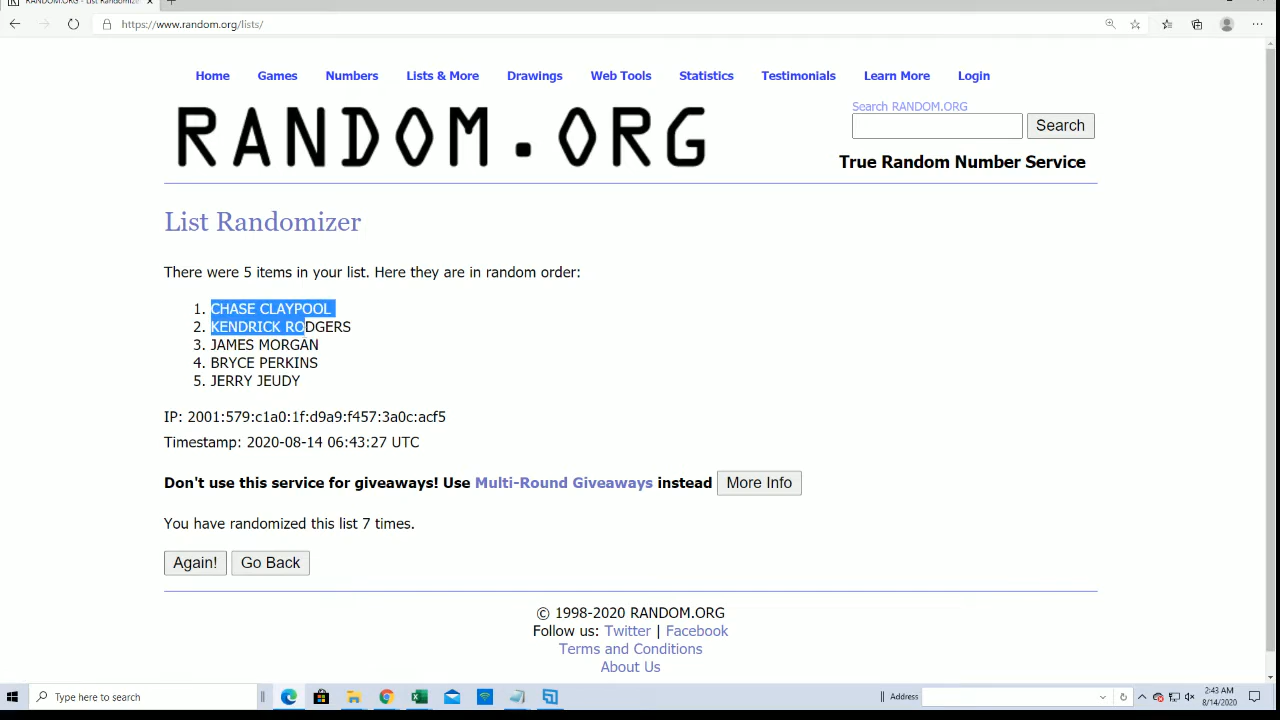 RANDOM.ORG - List Randomizer
https://www.random.org/lists/
Home Games Numbers Lists & More Drawings Web Tools Statistics Testimonials Learn More Login
RANDOM.ORG
Search RANDOM.ORG
Search
True Random Number Service
List Randomizer
There were 5 items in your list. Here they are in random order:
1. CHASE CLAYPOOL
2. KENDRICK RODGERS
3. JAMES MORGAN
4. BRYCE PERKINS
5. JERRY JEUDY
IP: 2001:579:c1a0:1f:d9a9:f457:3a0c:acf5
Timestamp: 2020-08-14 06:43:27 UTC
Don't use this service for giveaways! Use Multi-Round Giveaways instead More Info
You have randomized this list 7 times.
Again! Go Back
© 1998-2020 RANDOM.ORG
Follow us: Twitter | Facebook
Terms and Conditions
About Us
Type here to search
Address
2:43 AM
8/14/2020